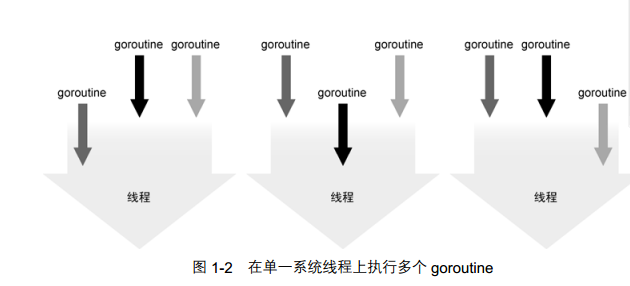 goroutine goroutine goroutine goroutine goroutine goroutine
goroutine goroutine goroutine
线程 线程 线程
图 1-2 在单一系统线程上执行多个 goroutine